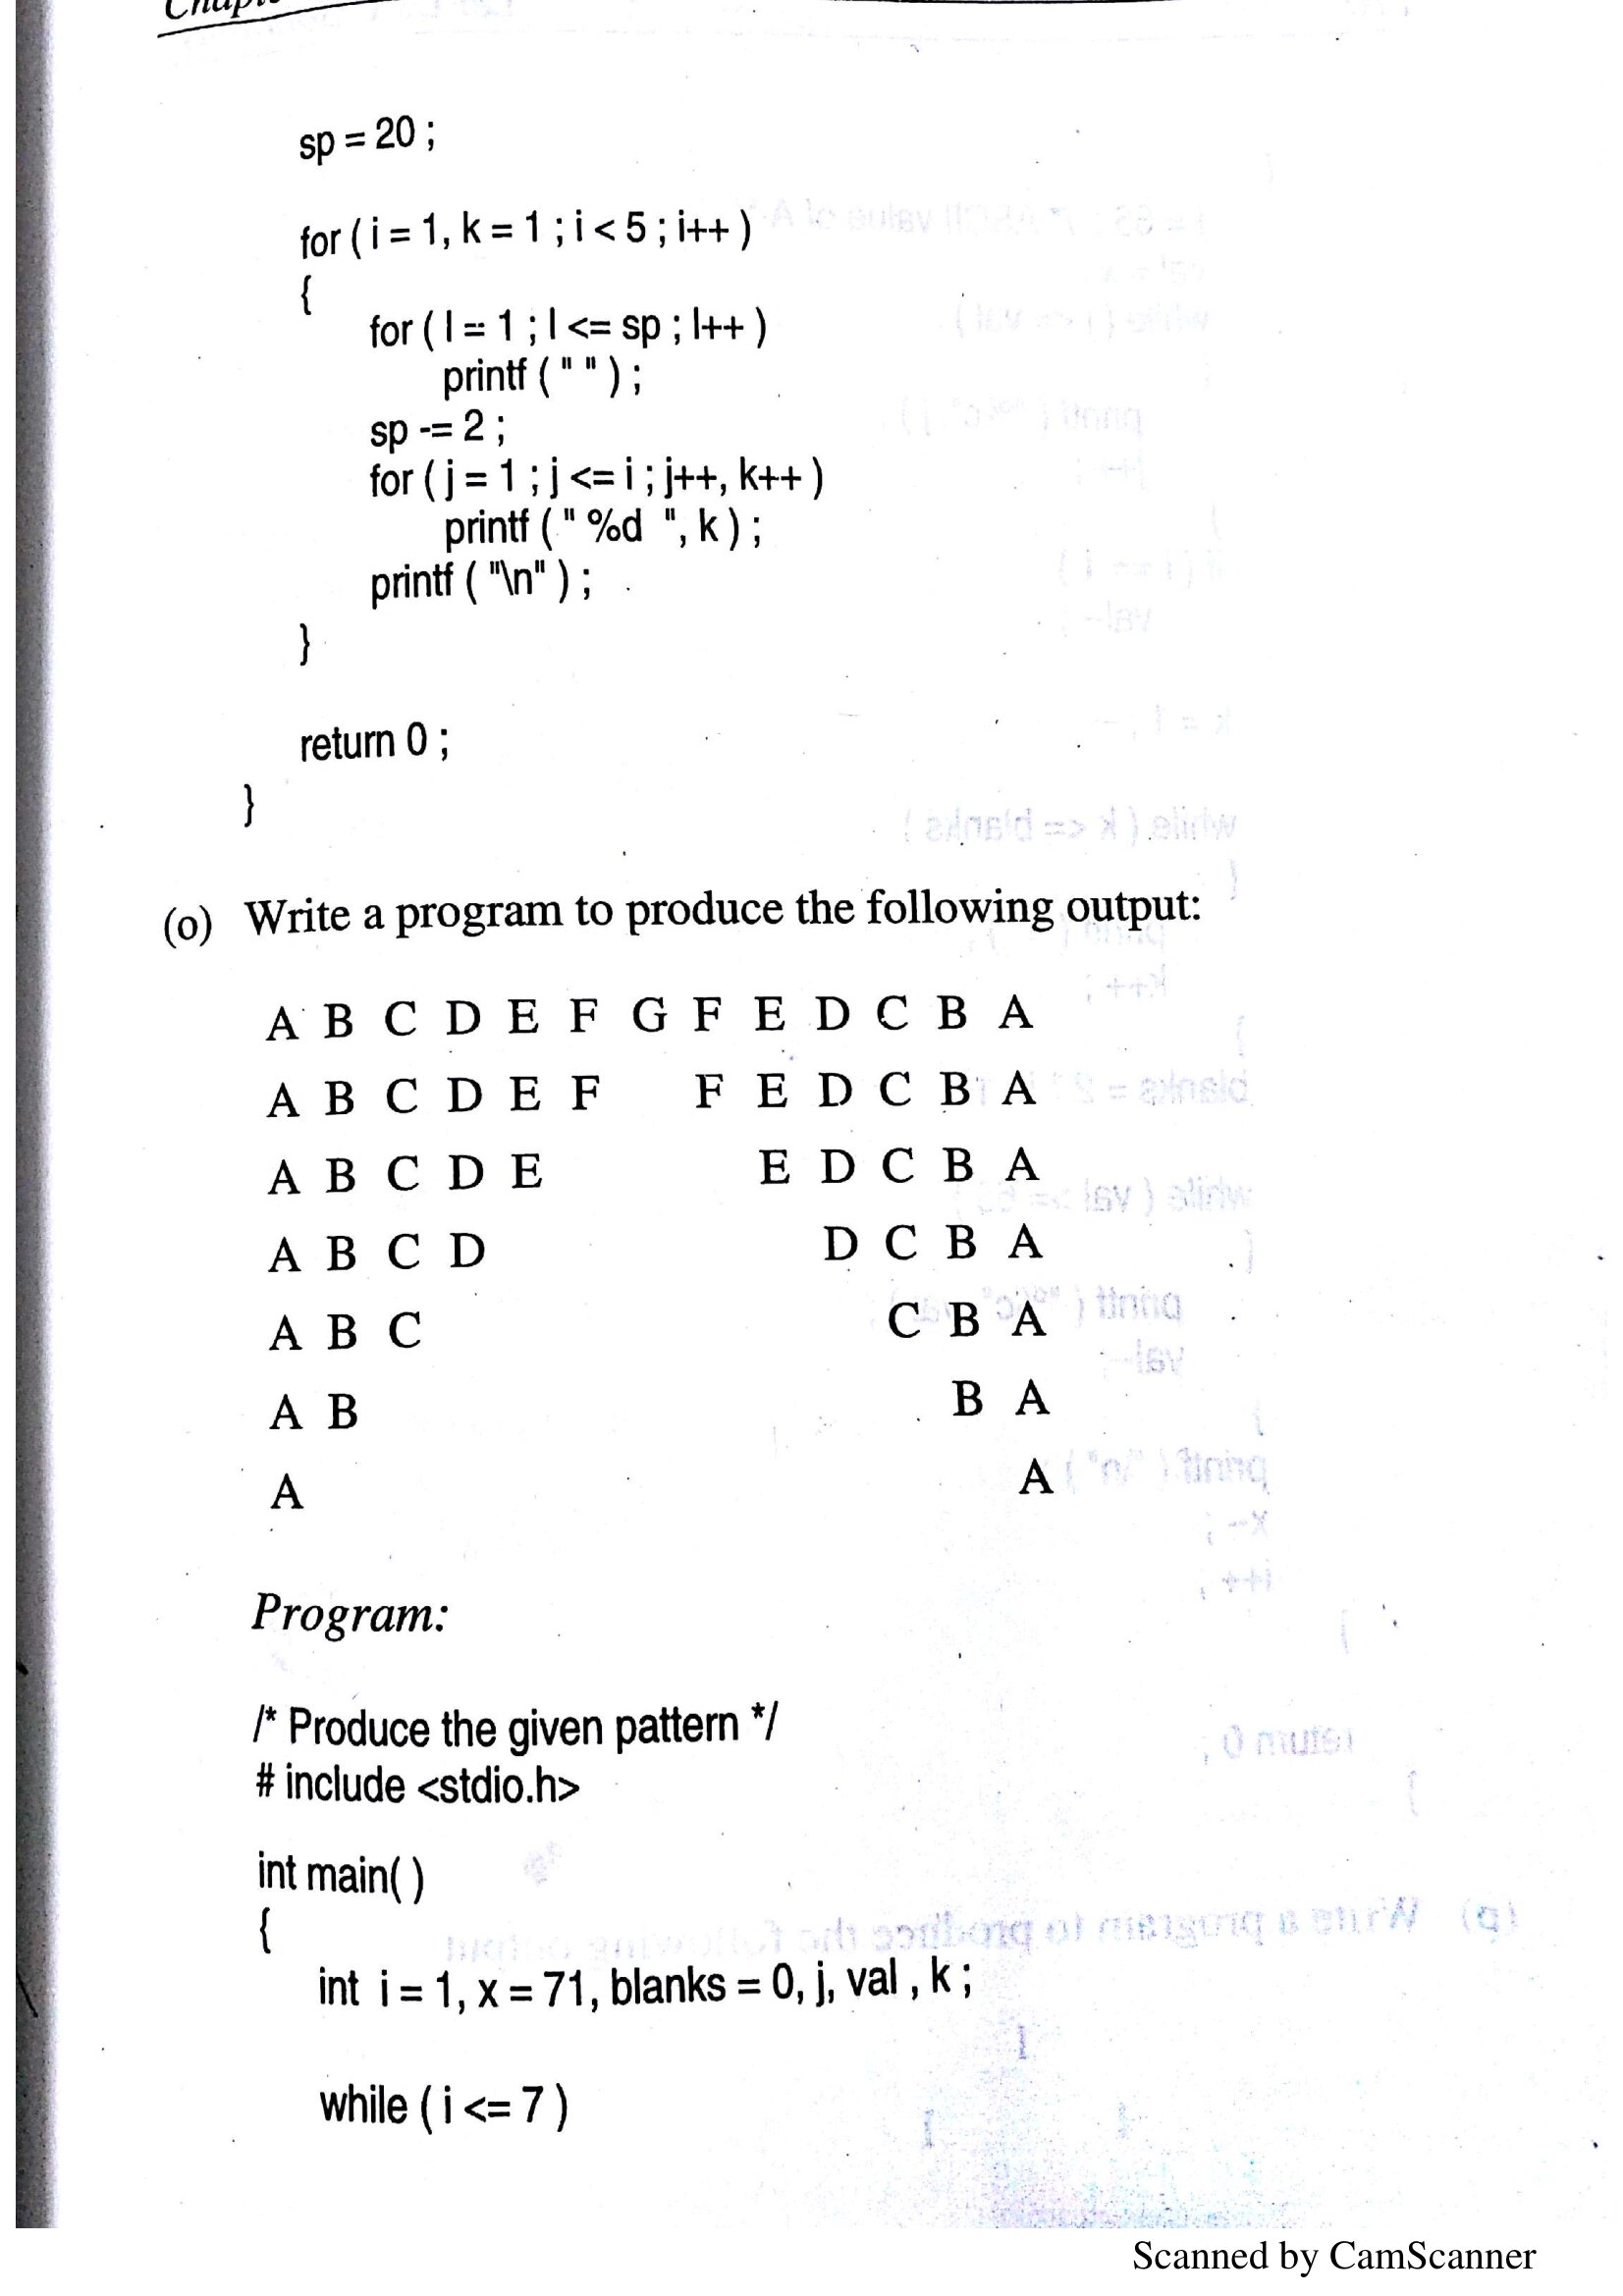 sp = 20 ;
for ( i = 1, k = 1 ; i < 5 ; i++ )
{
for ( l = 1 ; l <= sp ; l++ )
printf ( " " ) ;
sp -= 2 ;
for ( j = 1 ; j <= i ; j++, k++ )
printf ( " %d  ", k ) ;
printf ( "\n" ) ;
}
return 0 ;
}
(o) Write a program to produce the following output:
A B C D E F G F E D C B A
A B C D E F F E D C B A
A B C D E E D C B A
A B C D D C B A
A B C C B A
A B B A
A A
Program:
/* Produce the given pattern */
# include <stdio.h>
int main( )
{
int i = 1, x = 71, blanks = 0, j, val , k ;
while ( i <= 7 )
Scanned by CamScanner